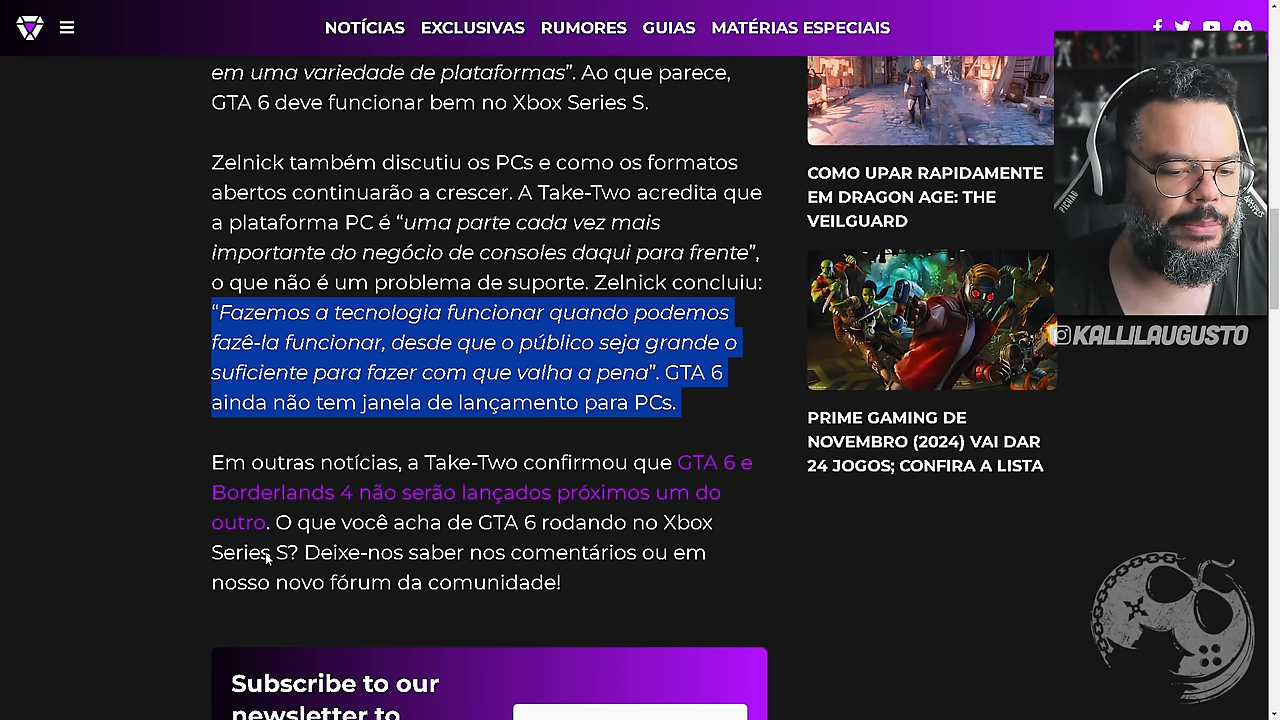 NOTÍCIAS EXCLUSIVAS RUMORES GUIAS MATÉRIAS ESPECIAIS
em uma variedade de plataformas”. Ao que parece,
GTA 6 deve funcionar bem no Xbox Series S.
Zelnick também discutiu os PCs e como os formatos
abertos continuarão a crescer. A Take-Two acredita que
a plataforma PC é “uma parte cada vez mais
importante do negócio de consoles daqui para frente”,
o que não é um problema de suporte. Zelnick concluiu:
“Fazemos a tecnologia funcionar quando podemos
fazê-la funcionar, desde que o público seja grande o
suficiente para fazer com que valha a pena”. GTA 6
ainda não tem janela de lançamento para PCs.
Em outras notícias, a Take-Two confirmou que GTA 6 e
Borderlands 4 não serão lançados próximos um do
outro. O que você acha de GTA 6 rodando no Xbox
Series S? Deixe-nos saber nos comentários ou em
nosso novo fórum da comunidade!
Subscribe to our
newsletter to
COMO UPAR RAPIDAMENTE
EM DRAGON AGE: THE
VEILGUARD
PRIME GAMING DE
NOVEMBRO (2024) VAI DAR
24 JOGOS; CONFIRA A LISTA
PICHAU
KALLILAUGUSTO